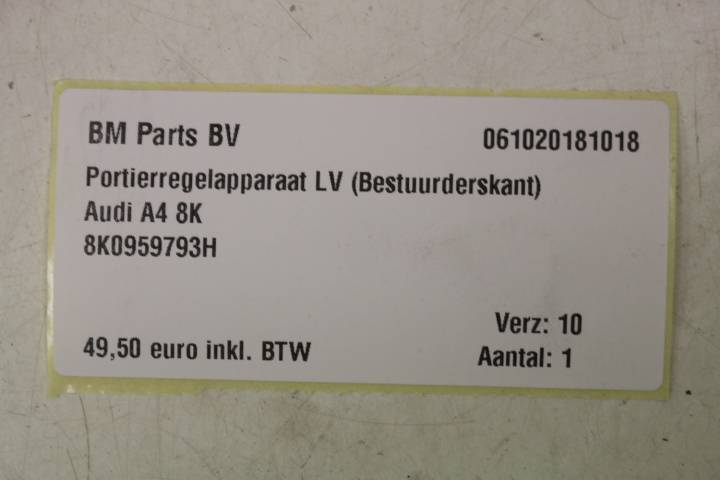 BM Parts BV 061020181018
Portierregelapparaat LV (Bestuurderskant)
Audi A4 8K
8K0959793H
Verz: 10
49,50 euro inkl. BTW Aantal: 1